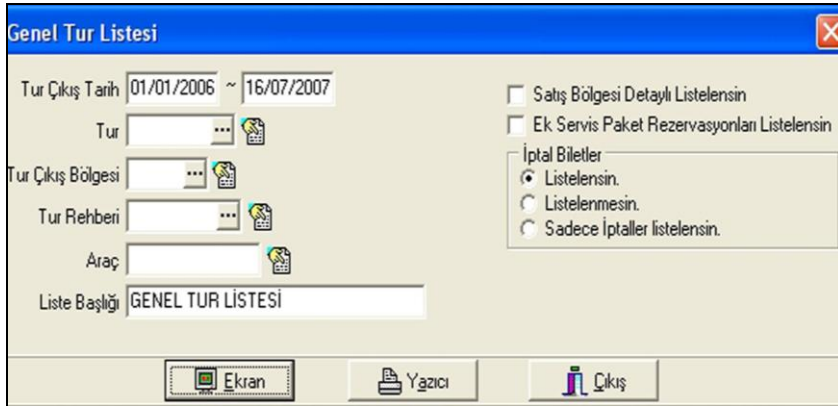 Genel Tur Listesi
Tur Çıkış Tarih 01/01/2006 ~ 16/07/2007
Tur ...
Tur Çıkış Bölgesi ...
Tur Rehberi ...
Araç
Liste Başlığı GENEL TUR LİSTESİ
Satış Bölgesi Detaylı Listelensin
Ek Servis Paket Rezervasyonları Listelensin
İptal Biletler
Listelensin.
Listelenmesin.
Sadece İptaller listelensin.
Ekran Yazıcı Çıkış